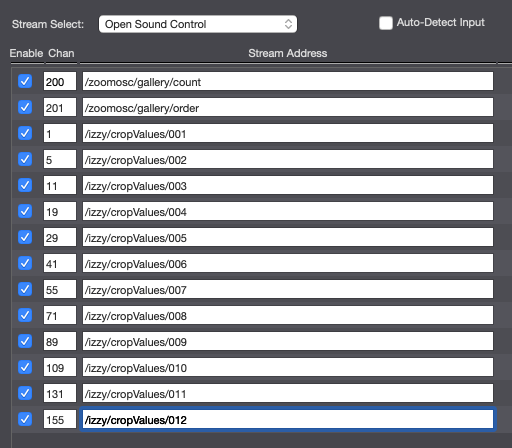 Stream Select: Open Sound Control Auto-Detect Input
Enable Chan Stream Address
200 /zoomosc/gallery/count
201 /zoomosc/gallery/order
1 /izzy/cropValues/001
5 /izzy/cropValues/002
11 /izzy/cropValues/003
19 /izzy/cropValues/004
29 /izzy/cropValues/005
41 /izzy/cropValues/006
55 /izzy/cropValues/007
71 /izzy/cropValues/008
89 /izzy/cropValues/009
109 /izzy/cropValues/010
131 /izzy/cropValues/011
155 /izzy/cropValues/012